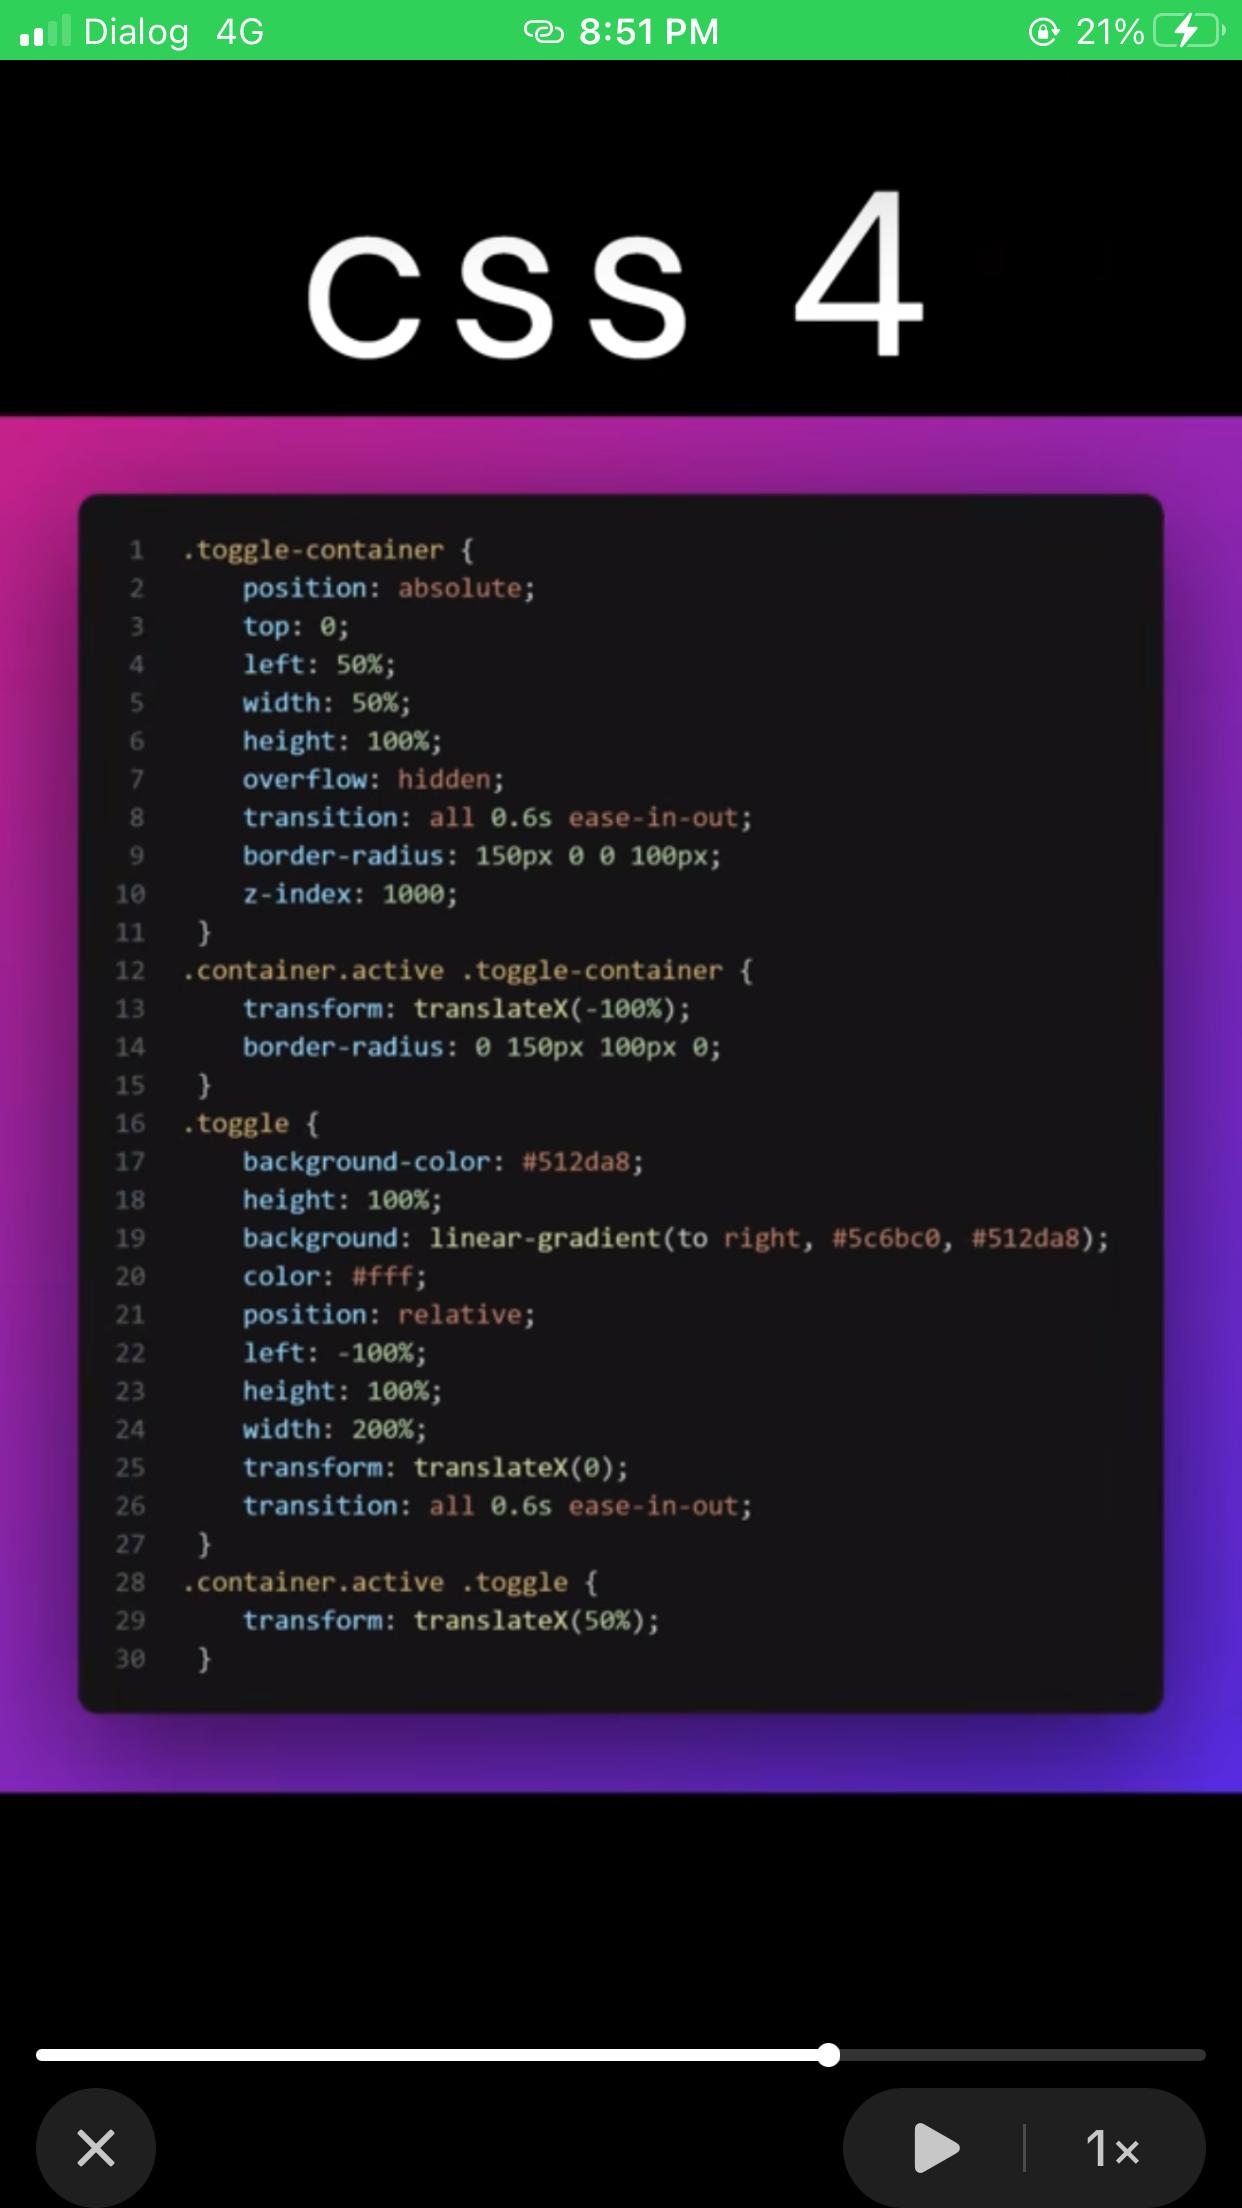 Dialog 4G 8:51 PM 21%
css 4
1 .toggle-container {
2 position: absolute;
3 top: 0;
4 left: 50%;
5 width: 50%;
6 height: 100%;
7 overflow: hidden;
8 transition: all 0.6s ease-in-out;
9 border-radius: 150px 0 0 100px;
10 z-index: 1000;
11 }
12 .container.active .toggle-container {
13 transform: translateX(-100%);
14 border-radius: 0 150px 100px 0;
15 }
16 .toggle {
17 background-color: #512da8;
18 height: 100%;
19 background: linear-gradient(to right, #5c6bc0, #512da8);
20 color: #fff;
21 position: relative;
22 left: -100%;
23 height: 100%;
24 width: 200%;
25 transform: translateX(0);
26 transition: all 0.6s ease-in-out;
27 }
28 .container.active .toggle {
29 transform: translateX(50%);
30 }
1×